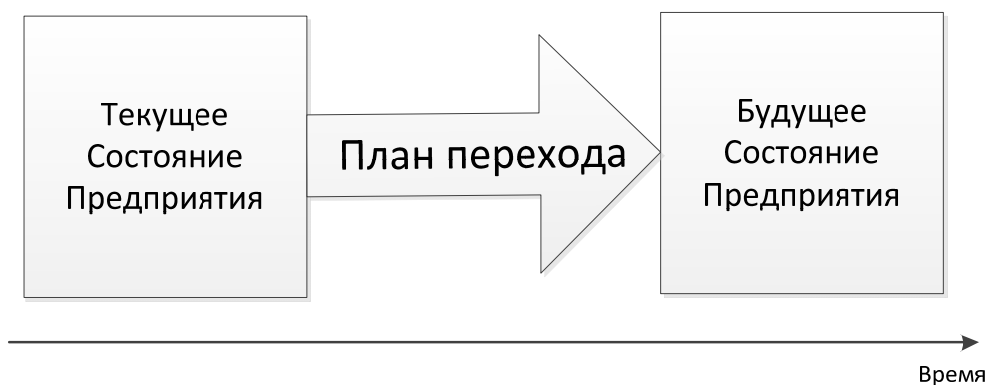 Текущее
Состояние
Предприятия
План перехода
Будущее
Состояние
Предприятия
Время